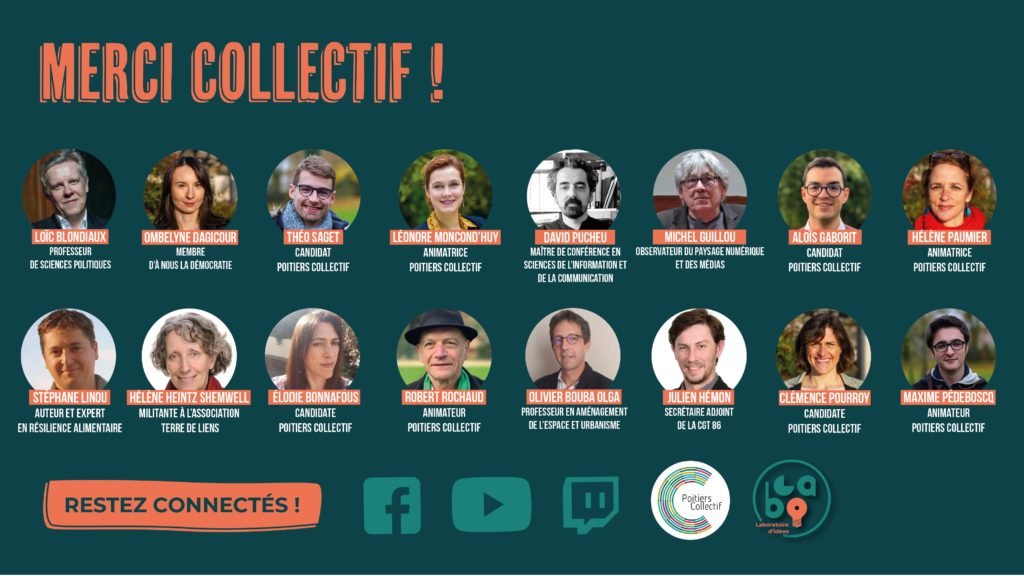 MERCI COLLECTIF !
LOÏC BLONDIAUX
PROFESSEUR
DE SCIENCES POLITIQUES
OMBELYNE DAGICOUR
MEMBRE
D'À NOUS LA DÉMOCRATIE
THÉO SAGET
CANDIDAT
POITIERS COLLECTIF
LÉONORE MONCOND'HUY
ANIMATRICE
POITIERS COLLECTIF
DAVID PUCHEU
MAÎTRE DE CONFÉRENCE EN
SCIENCES DE L'INFORMATION ET
DE LA COMMUNICATION
MICHEL GUILLOU
OBSERVATEUR DU PAYSAGE NUMÉRIQUE
ET DES MÉDIAS
ALOÏS GABORIT
CANDIDAT
POITIERS COLLECTIF
HÉLÈNE PAUMIER
ANIMATRICE
POITIERS COLLECTIF
STÉPHANE LINOU
AUTEUR ET EXPERT
EN RÉSILIENCE ALIMENTAIRE
HÉLÈNE HEINTZ SHEMWELL
MILITANTE À L'ASSOCIATION
TERRE DE LIENS
ÉLODIE BONNAFOUS
CANDIDATE
POITIERS COLLECTIF
ROBERT ROCHAUD
ANIMATEUR
POITIERS COLLECTIF
OLIVIER BOUBA OLGA
PROFESSEUR EN AMÉNAGEMENT
DE L'ESPACE ET URBANISME
JULIEN HÉMON
SECRÉTAIRE ADJOINT
DE LA CGT 86
CLÉMENCE POURROY
CANDIDATE
POITIERS COLLECTIF
MAXIME PÉDEBOSCQ
ANIMATEUR
POITIERS COLLECTIF
RESTEZ CONNECTÉS !
Poitiers
Collectif
Labo
Laboratoire
d'Idées